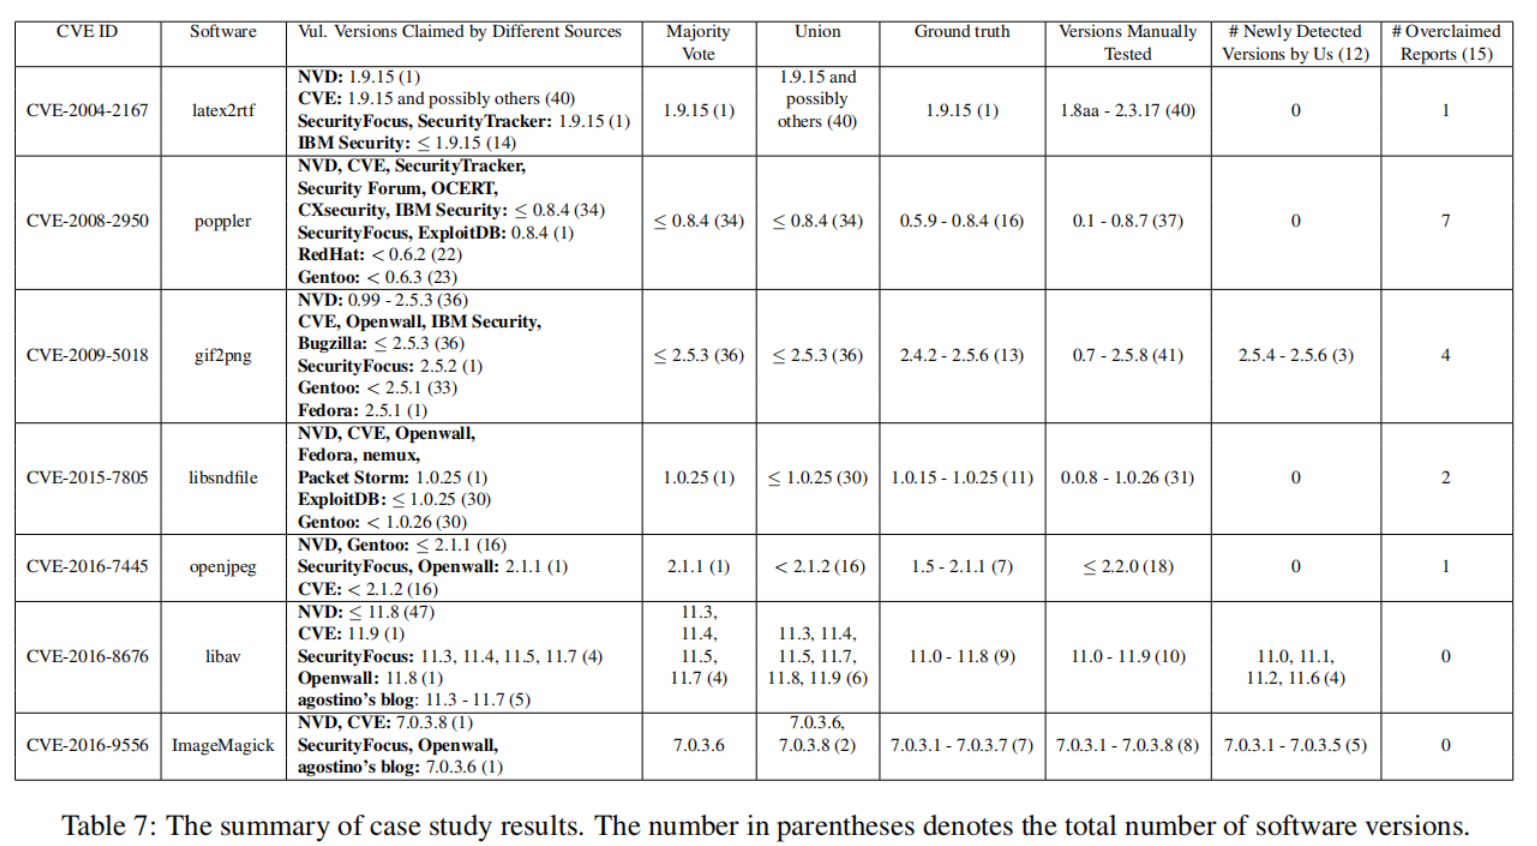 CVE ID
Software
Vul. Versions Claimed by Different Sources
Majority
Vote
Union
Ground truth
Versions Manually
Tested
# Newly Detected
Versions by Us (12)
# Overclaimed
Reports (15)
CVE-2004-2167
latex2rtf
NVD: 1.9.15 (1)
CVE: 1.9.15 and possibly others (40)
SecurityFocus, SecurityTracker: 1.9.15 (1)
IBM Security: ≤ 1.9.15 (14)
1.9.15 (1)
1.9.15 and
possibly
others (40)
1.9.15 (1)
1.8aa - 2.3.17 (40)
0
1
CVE-2008-2950
poppler
NVD, CVE, SecurityTracker,
Security Forum, OCERT,
CXsecurity, IBM Security: ≤ 0.8.4 (34)
SecurityFocus, ExploitDB: 0.8.4 (1)
RedHat: < 0.6.2 (22)
Gentoo: < 0.6.3 (23)
≤ 0.8.4 (34)
≤ 0.8.4 (34)
0.5.9 - 0.8.4 (16)
0.1 - 0.8.7 (37)
0
7
CVE-2009-5018
gif2png
NVD: 0.99 - 2.5.3 (36)
CVE, Openwall, IBM Security,
Bugzilla: ≤ 2.5.3 (36)
SecurityFocus: 2.5.2 (1)
Gentoo: < 2.5.1 (33)
Fedora: 2.5.1 (1)
≤ 2.5.3 (36)
≤ 2.5.3 (36)
2.4.2 - 2.5.6 (13)
0.7 - 2.5.8 (41)
2.5.4 - 2.5.6 (3)
4
CVE-2015-7805
libsndfile
NVD, CVE, Openwall,
Fedora, nemux,
Packet Storm: 1.0.25 (1)
ExploitDB: ≤ 1.0.25 (30)
Gentoo: < 1.0.26 (30)
1.0.25 (1)
≤ 1.0.25 (30)
1.0.15 - 1.0.25 (11)
0.0.8 - 1.0.26 (31)
0
2
CVE-2016-7445
openjpeg
NVD, Gentoo: ≤ 2.1.1 (16)
SecurityFocus, Openwall: 2.1.1 (1)
CVE: < 2.1.2 (16)
2.1.1 (1)
< 2.1.2 (16)
1.5 - 2.1.1 (7)
≤ 2.2.0 (18)
0
1
CVE-2016-8676
libav
NVD: ≤ 11.8 (47)
CVE: 11.9 (1)
SecurityFocus: 11.3, 11.4, 11.5, 11.7 (4)
Openwall: 11.8 (1)
agostino's blog: 11.3 - 11.7 (5)
11.3,
11.4,
11.5,
11.7 (4)
11.3, 11.4,
11.5, 11.7,
11.8, 11.9 (6)
11.0 - 11.8 (9)
11.0 - 11.9 (10)
11.0, 11.1,
11.2, 11.6 (4)
0
CVE-2016-9556
ImageMagick
NVD, CVE: 7.0.3.8 (1)
SecurityFocus, Openwall,
agostino's blog: 7.0.3.6 (1)
7.0.3.6
7.0.3.6,
7.0.3.8 (2)
7.0.3.1 - 7.0.3.7 (7)
7.0.3.1 - 7.0.3.8 (8)
7.0.3.1 - 7.0.3.5 (5)
0
Table 7: The summary of case study results. The number in parentheses denotes the total number of software versions.